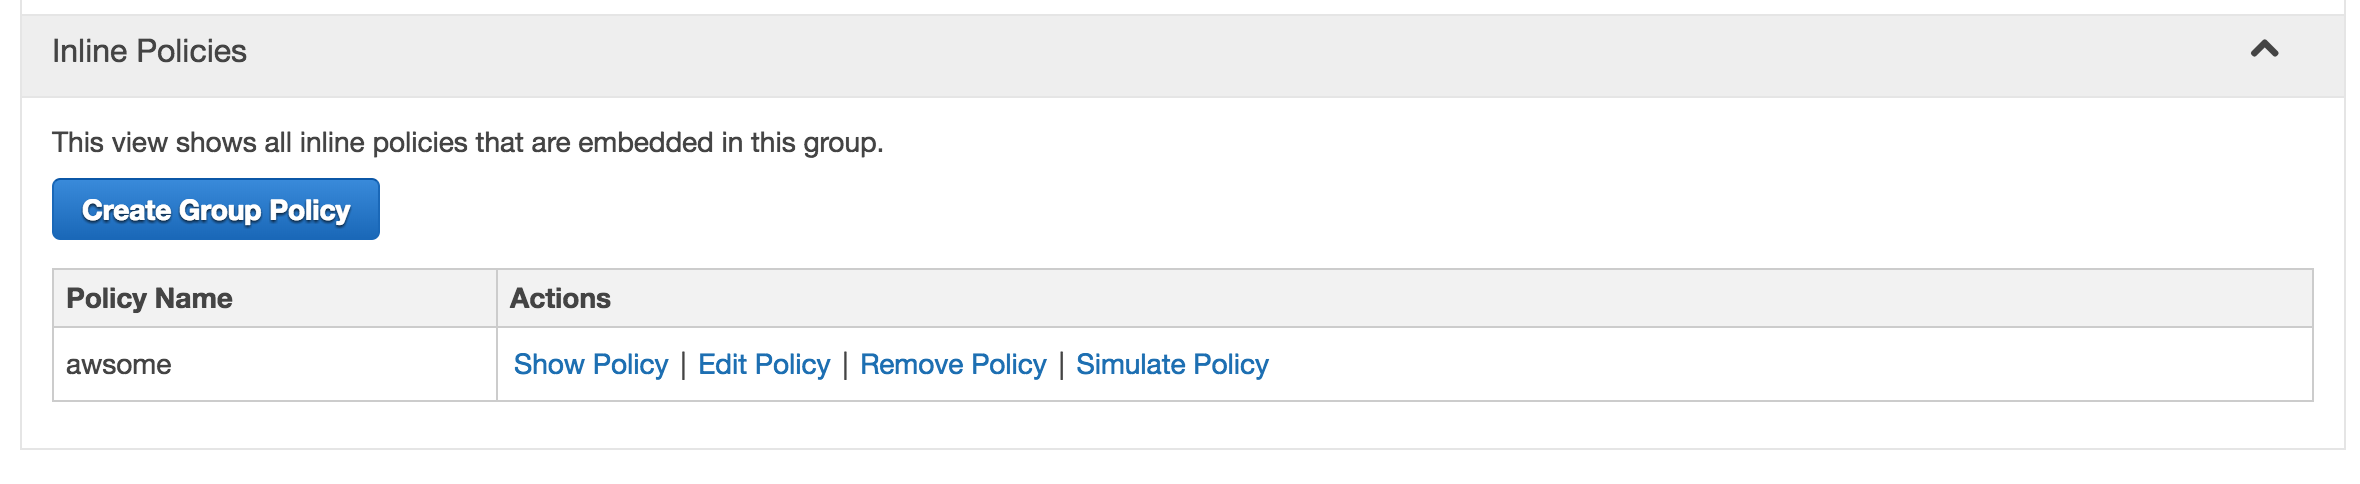 Inline Policies
This view shows all inline policies that are embedded in this group.
Create Group Policy
Policy Name Actions
awsome Show Policy | Edit Policy | Remove Policy | Simulate Policy